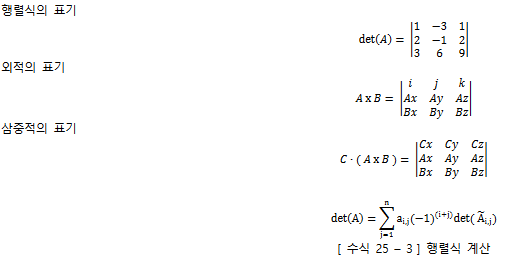 행렬식의 표기
det(A) = |1 −3 1|
|2 −1 2|
|3 6 9|
외적의 표기
A x B = |i j k|
|Ax Ay Az|
|Bx By Bz|
삼중적의 표기
C · ( A x B ) = |Cx Cy Cz|
|Ax Ay Az|
|Bx By Bz|
det(A) = ∑_{j=1}^{n} a_{i,j}(−1)^{(i+j)}det( Ã_{i,j})
[ 수식 25 – 3 ] 행렬식 계산